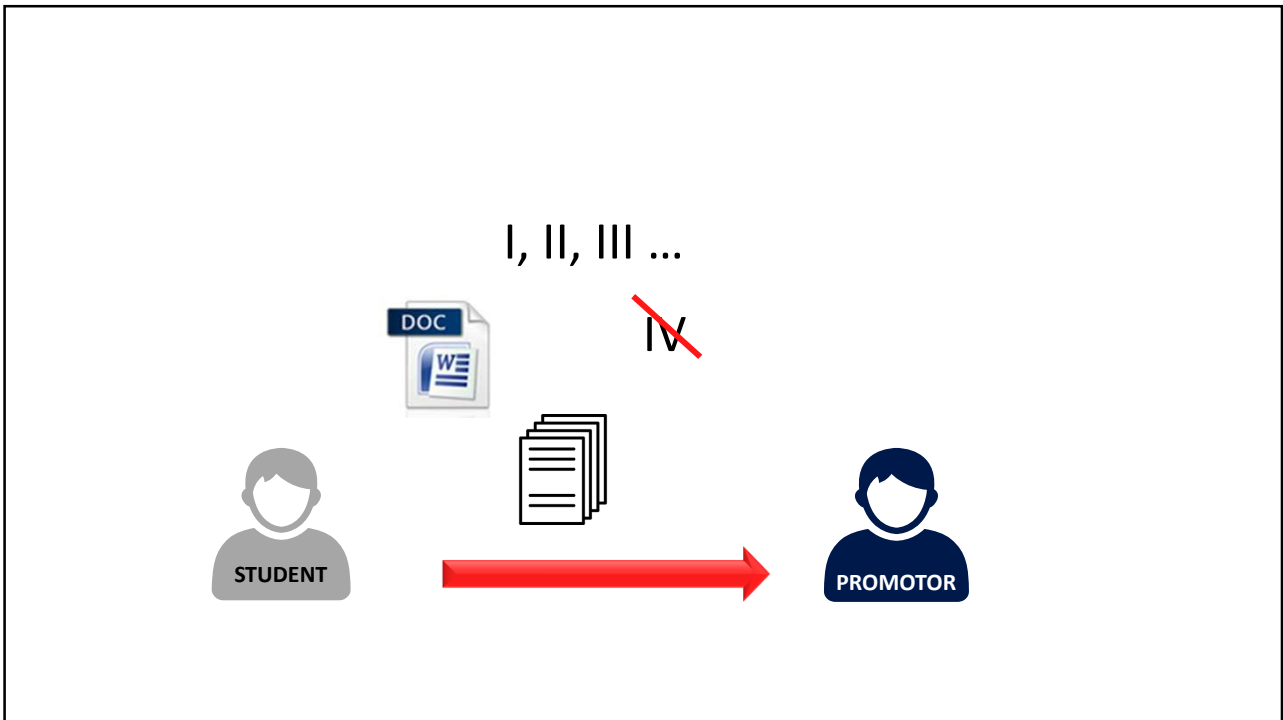 I, II, III ...
DOC
IV
W
STUDENT
PROMOTOR